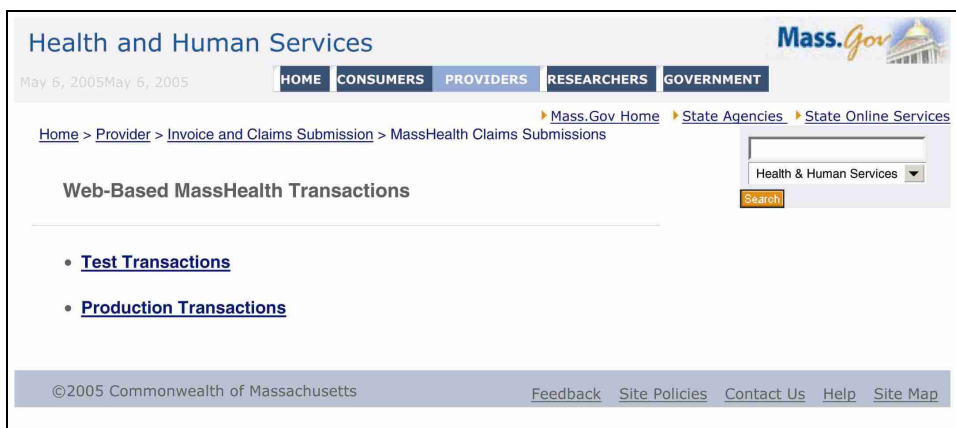 Health and Human Services
Mass.Gov
May 6, 2005May 6, 2005
HOME CONSUMERS PROVIDERS RESEARCHERS GOVERNMENT
Mass.Gov Home State Agencies State Online Services
Home > Provider > Invoice and Claims Submission > MassHealth Claims Submissions
Health & Human Services
Search
Web-Based MassHealth Transactions
• Test Transactions
• Production Transactions
©2005 Commonwealth of Massachusetts
Feedback Site Policies Contact Us Help Site Map